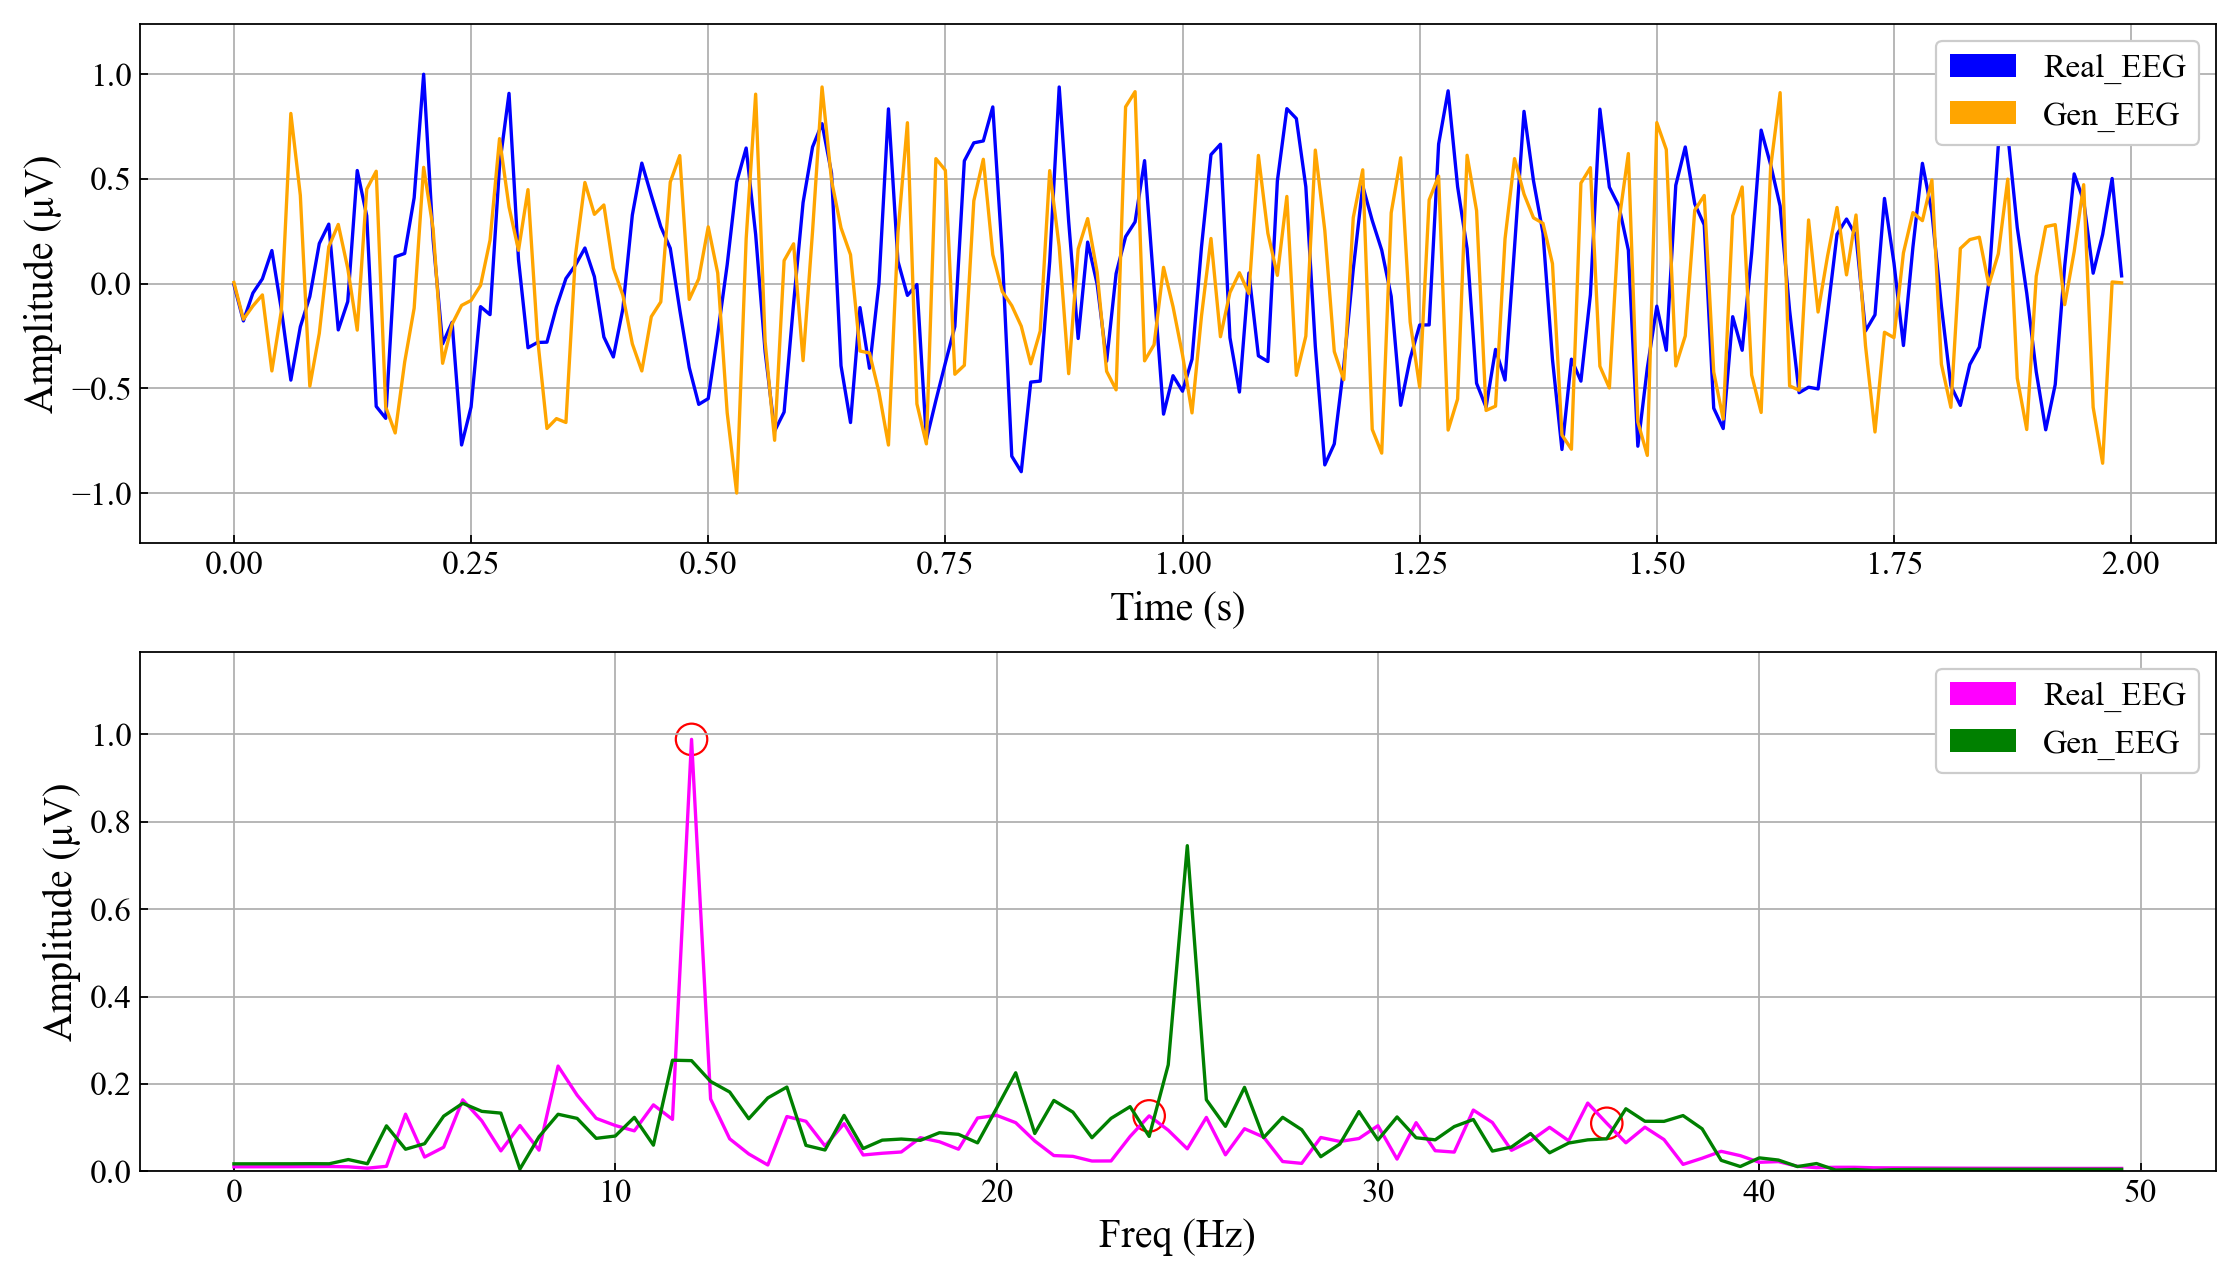 Real_EEG
Gen_EEG
1.0
0.5
0.0
−0.5
−1.0
Amplitude (μV)
0.00 0.25 0.50 0.75 1.00 1.25 1.50 1.75 2.00
Time (s)
Real_EEG
Gen_EEG
1.0
0.8
0.6
0.4
0.2
0.0
Amplitude (μV)
0 10 20 30 40 50
Freq (Hz)